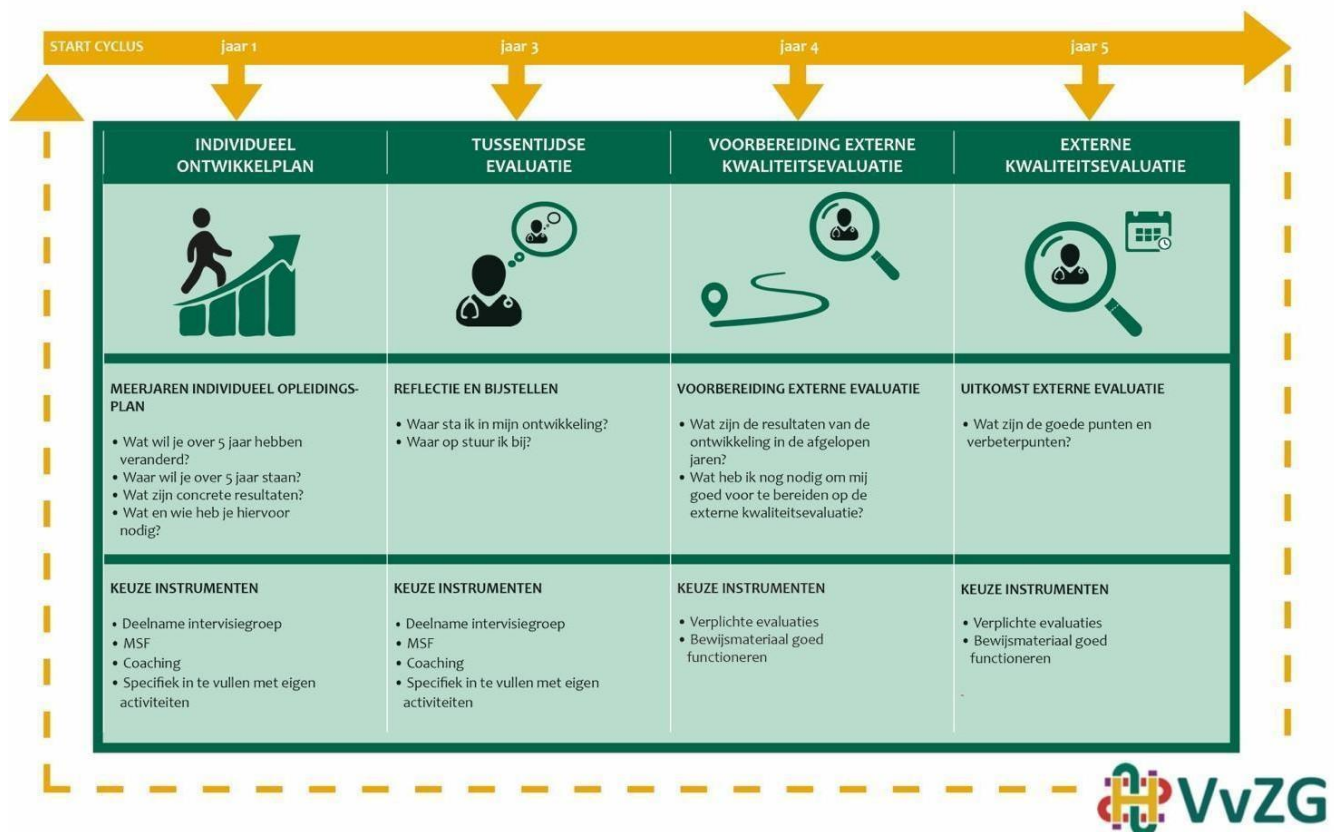 START CYCLUS
jaar 1
jaar 3
jaar 4
jaar 5
INDIVIDUEEL
ONTWIKKELPLAN
TUSSENTIJDSE
EVALUATIE
VOORBEREIDING EXTERNE
KWALITEITSEVALUATIE
EXTERNE
KWALITEITSEVALUATIE
MEERJAREN INDIVIDUEEL OPLEIDINGS-
PLAN
• Wat wil je over 5 jaar hebben
veranderd?
• Waar wil je over 5 jaar staan?
• Wat zijn concrete resultaten?
• Wat en wie heb je hiervoor
nodig?
REFLECTIE EN BIJSTELLEN
• Waar sta ik in mijn ontwikkeling?
• Waar op stuur ik bij?
VOORBEREIDING EXTERNE EVALUATIE
• Wat zijn de resultaten van de
ontwikkeling in de afgelopen
jaren?
• Wat heb ik nog nodig om mij
goed voor te bereiden op de
externe kwaliteitsevaluatie?
UITKOMST EXTERNE EVALUATIE
• Wat zijn de goede punten en
verbeterpunten?
KEUZE INSTRUMENTEN
• Deelname intervisiegroep
• MSF
• Coaching
• Specifiek in te vullen met eigen
activiteiten
KEUZE INSTRUMENTEN
• Deelname intervisiegroep
• MSF
• Coaching
• Specifiek in te vullen met eigen
activiteiten
KEUZE INSTRUMENTEN
• Verplichte evaluaties
• Bewijsmateriaal goed
functioneren
KEUZE INSTRUMENTEN
• Verplichte evaluaties
• Bewijsmateriaal goed
functioneren
VvZG